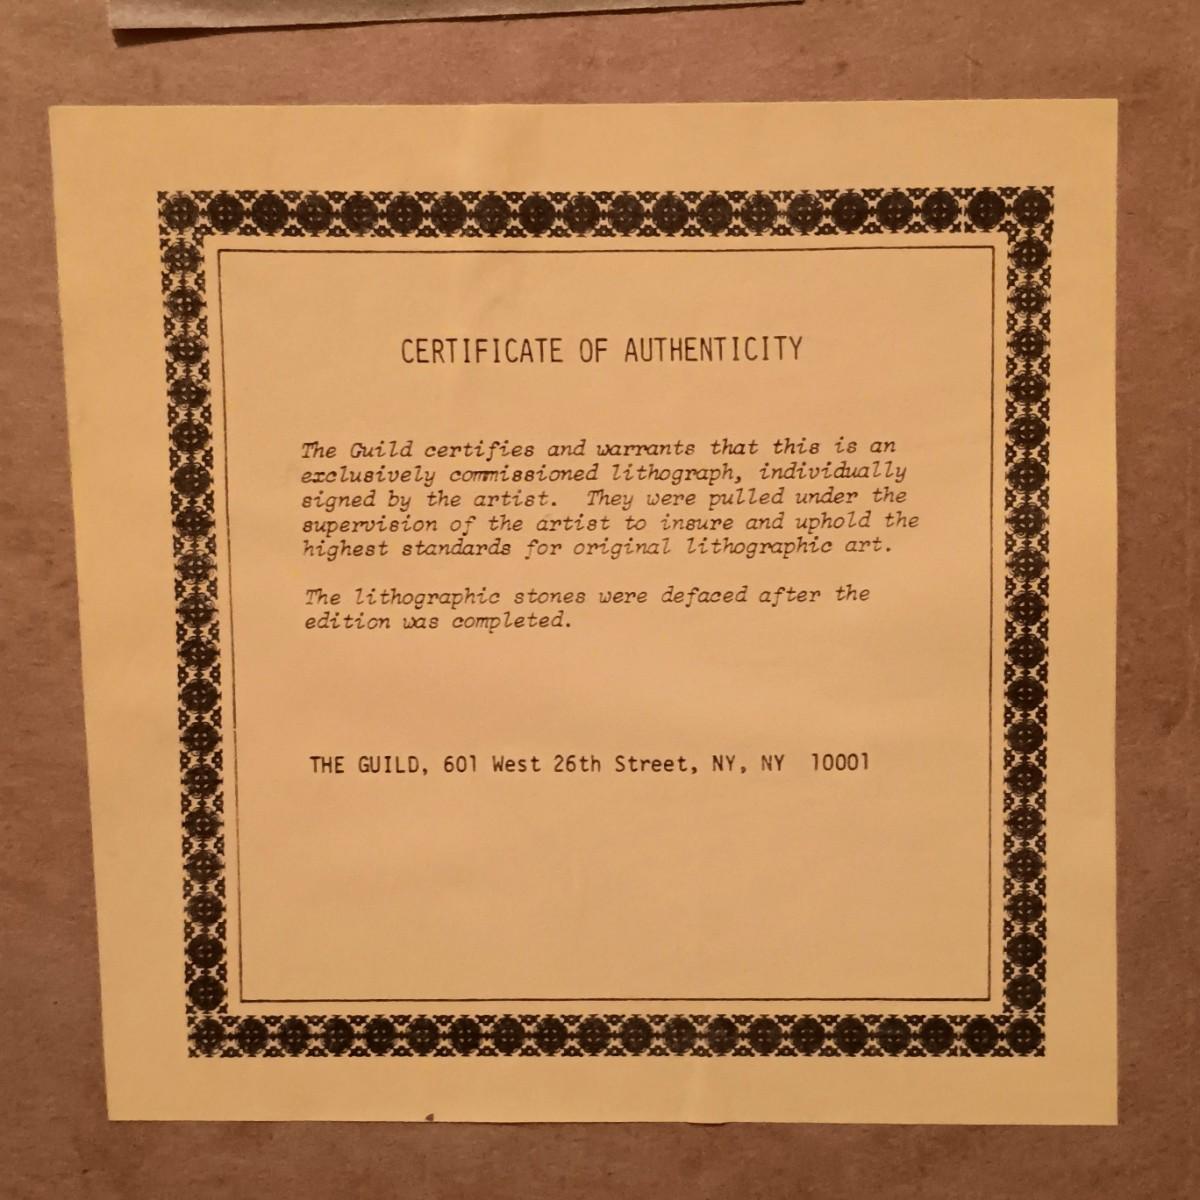 CERTIFICATE OF AUTHENTICITY
The Guild certifies and warrants that this is an
exclusively commissioned lithograph, individually
signed by the artist. They were pulled under the
supervision of the artist to insure and uphold the
highest standards for original lithographic art.
The lithographic stones were defaced after the
edition was completed.
THE GUILD, 601 West 26th Street, NY, NY 10001